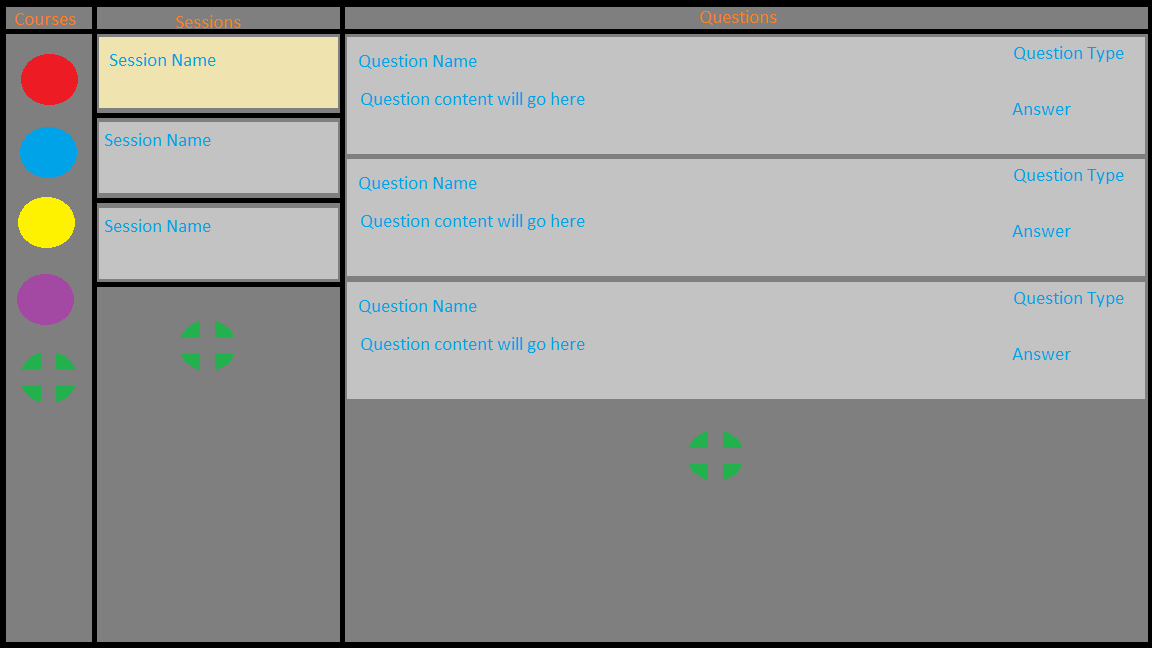 Courses
Sessions
Questions
Session Name
Session Name
Session Name
Question Name
Question Type
Question content will go here
Answer
Question Name
Question Type
Question content will go here
Answer
Question Name
Question Type
Question content will go here
Answer